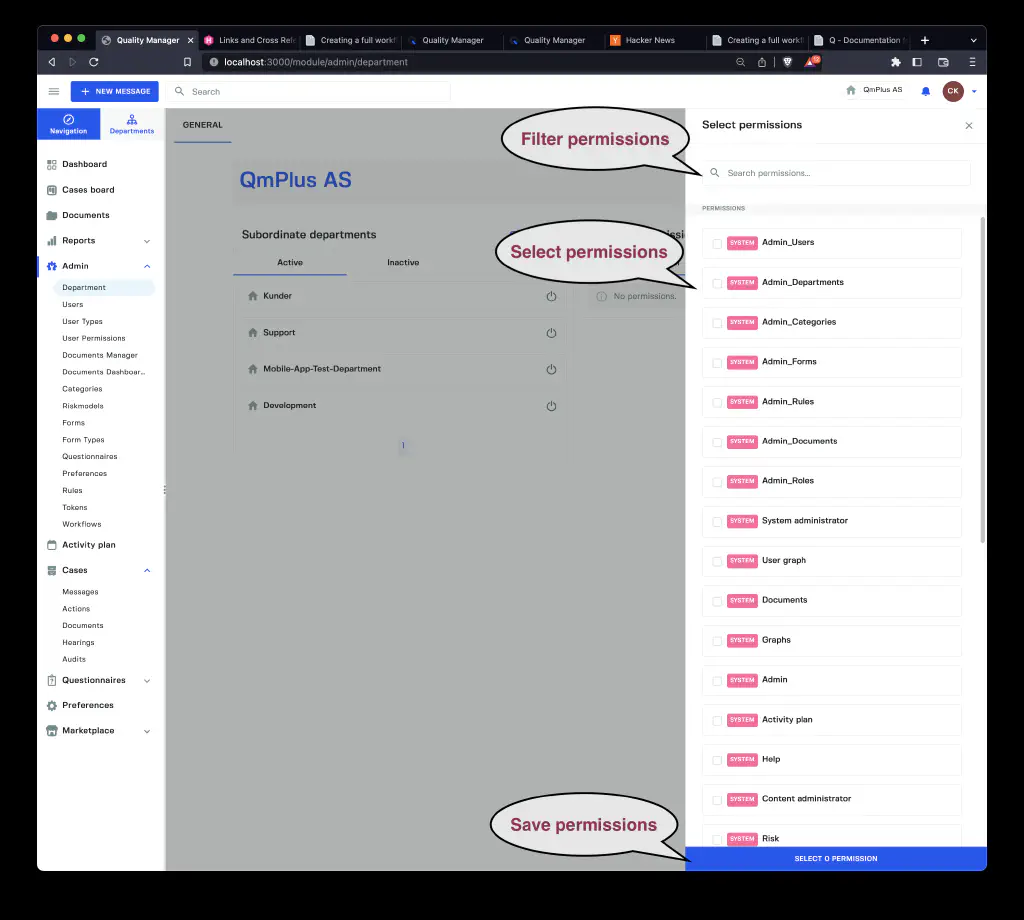 Quality Manager
Links and Cross Refe
Creating a full workf
Quality Manager
Quality Manager
Hacker News
Creating a full workf
Q - Documentation f
localhost:3000/module/admin/department
NEW MESSAGE
Search
QmPlus AS
CK
Navigation
Departments
GENERAL
Filter permissions
Select permissions
Dashboard
Cases board
Documents
Reports
Admin
Department
Users
User Types
User Permissions
Documents Manager
Documents Dashboar...
Categories
Riskmodels
Forms
Form Types
Questionnaires
Preferences
Rules
Tokens
Workflows
Activity plan
Cases
Messages
Actions
Documents
Hearings
Audits
Questionnaires
Preferences
Marketplace
QmPlus AS
Subordinate departments
Active
Inactive
Kunder
Support
Mobile-App-Test-Department
Development
1
Select permissions
No permissions.
Search permissions...
PERMISSIONS
SYSTEM Admin_Users
SYSTEM Admin_Departments
SYSTEM Admin_Categories
SYSTEM Admin_Forms
SYSTEM Admin_Rules
SYSTEM Admin_Documents
SYSTEM Admin_Roles
SYSTEM System administrator
SYSTEM User graph
SYSTEM Documents
SYSTEM Graphs
SYSTEM Admin
SYSTEM Activity plan
SYSTEM Help
SYSTEM Content administrator
SYSTEM Risk
Save permissions
SELECT 0 PERMISSION